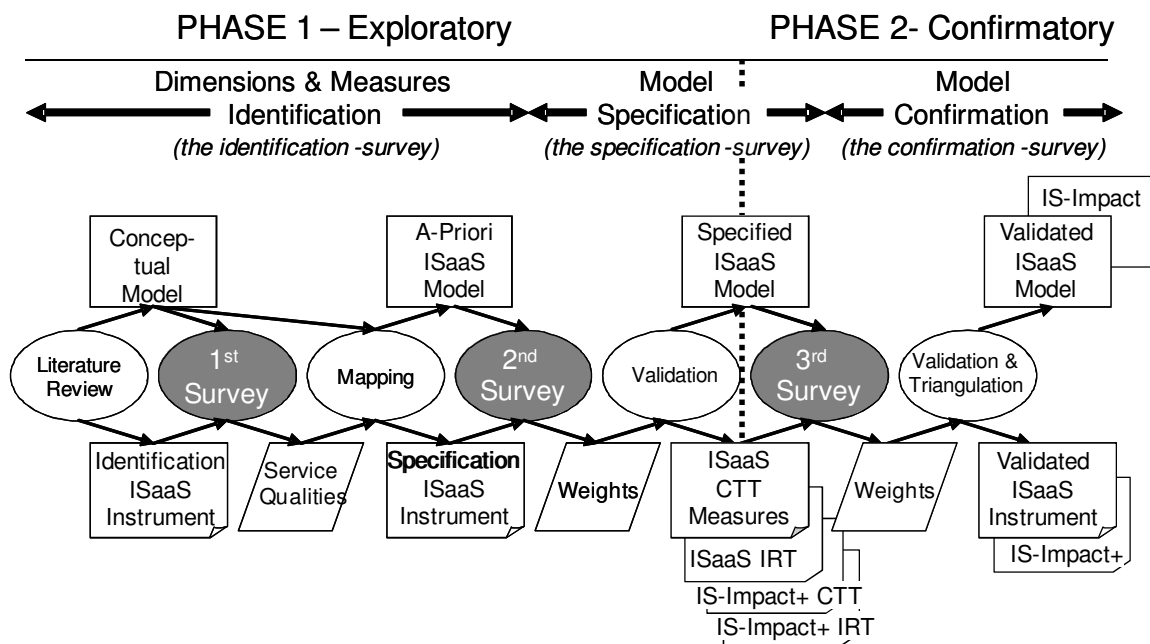 PHASE 1 – Exploratory
PHASE 2- Confirmatory
Dimensions & Measures
Identification
(the identification -survey)
Model
Specification
(the specification -survey)
Model
Confirmation
(the confirmation -survey)
Concep-
tual
Model
A-Priori
ISaaS
Model
Specified
ISaaS
Model
IS-Impact
Validated
ISaaS
Model
Literature
Review
1st
Survey
Mapping
2nd
Survey
Validation
3rd
Survey
Validation &
Triangulation
Identification
ISaaS
Instrument
Service
Qualities
Specification
ISaaS
Instrument
Weights
ISaaS
CTT
Measures
ISaaS IRT
IS-Impact+ CTT
IS-Impact+ IRT
Weights
Validated
ISaaS
Instrument
IS-Impact+